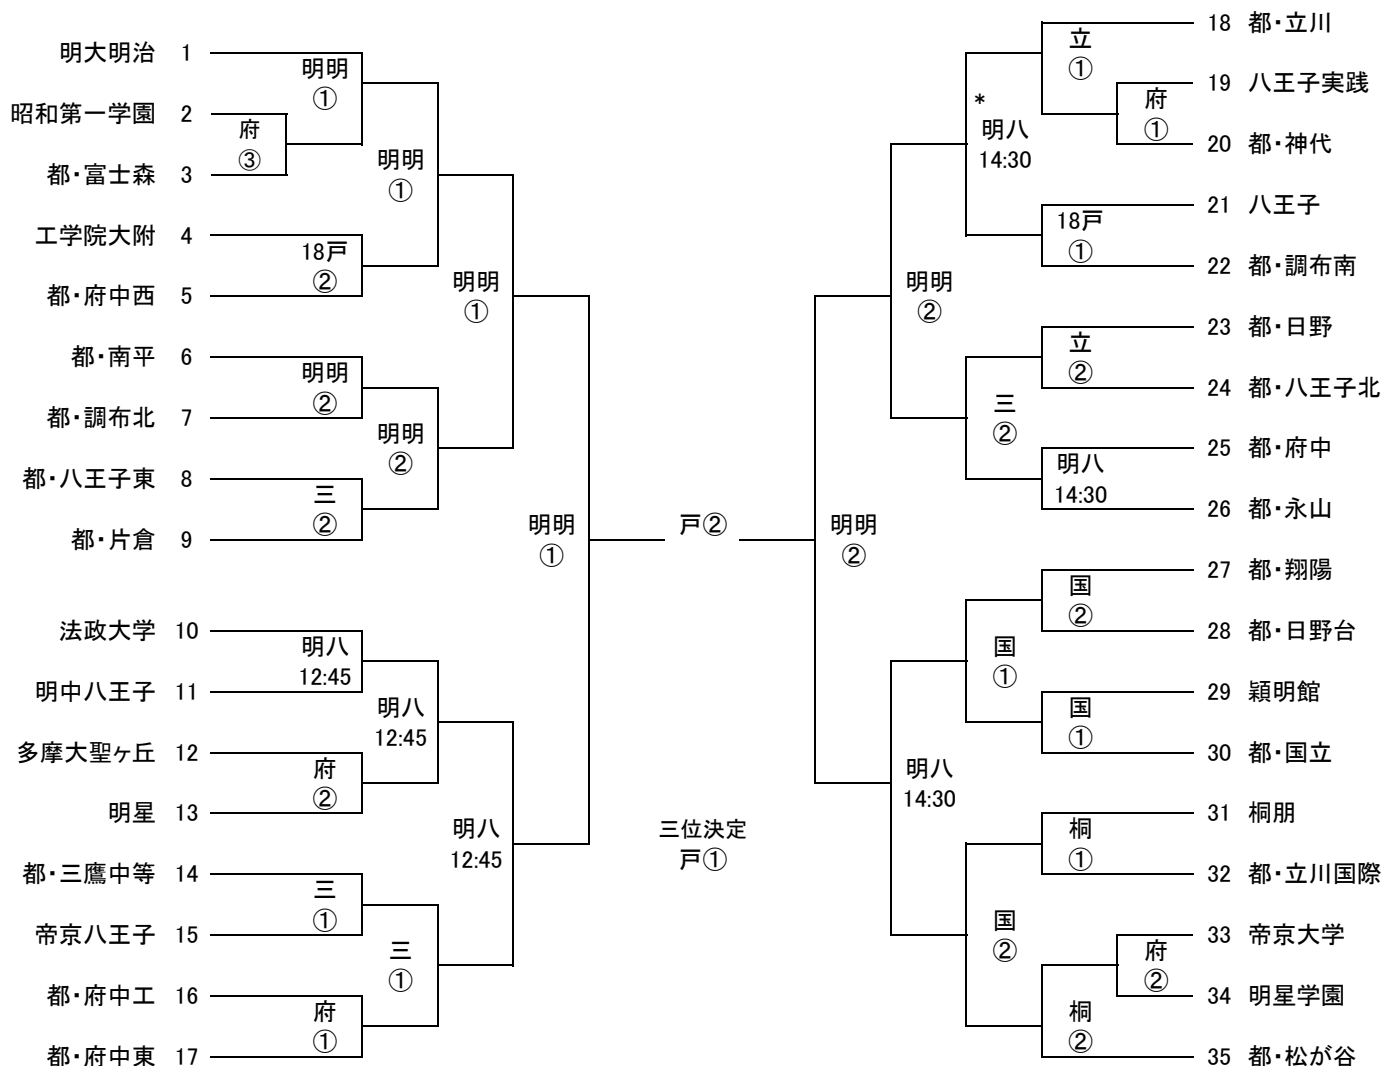 明大明治 1
昭和第一学園 2
都・富士森 3
工学院大附 4
都・府中西 5
都・南平 6
都・調布北 7
都・八王子東 8
都・片倉 9
法政大学 10
明中八王子 11
多摩大聖ヶ丘 12
明星 13
都・三鷹中等 14
帝京八王子 15
都・府中工 16
都・府中東 17
府
③
明明
①
18戸
②
明明
②
三
②
明八
12:45
府
②
三
①
府
①
明明
①
明明
②
明八
12:45
三
①
明明
①
明八
12:45
明明
①
戸②
三位決定
戸①
明明
②
明明
②
明八
14:30
*
明八
14:30
三
②
国
①
国
②
立
①
18戸
①
立
②
明八
14:30
国
②
国
①
桐
①
桐
②
府
①
府
②
18 都・立川
19 八王子実践
20 都・神代
21 八王子
22 都・調布南
23 都・日野
24 都・八王子北
25 都・府中
26 都・永山
27 都・翔陽
28 都・日野台
29 穎明館
30 都・国立
31 桐朋
32 都・立川国際
33 帝京大学
34 明星学園
35 都・松が谷